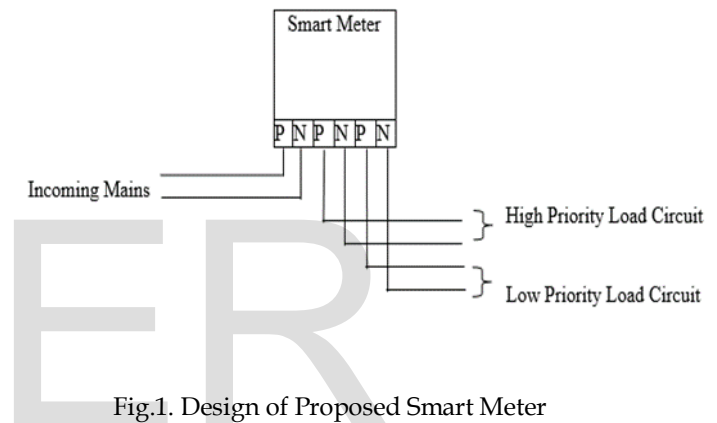 Smart Meter
P N P N P N
Incoming Mains
High Priority Load Circuit
Low Priority Load Circuit
ER
Fig.1. Design of Proposed Smart Meter